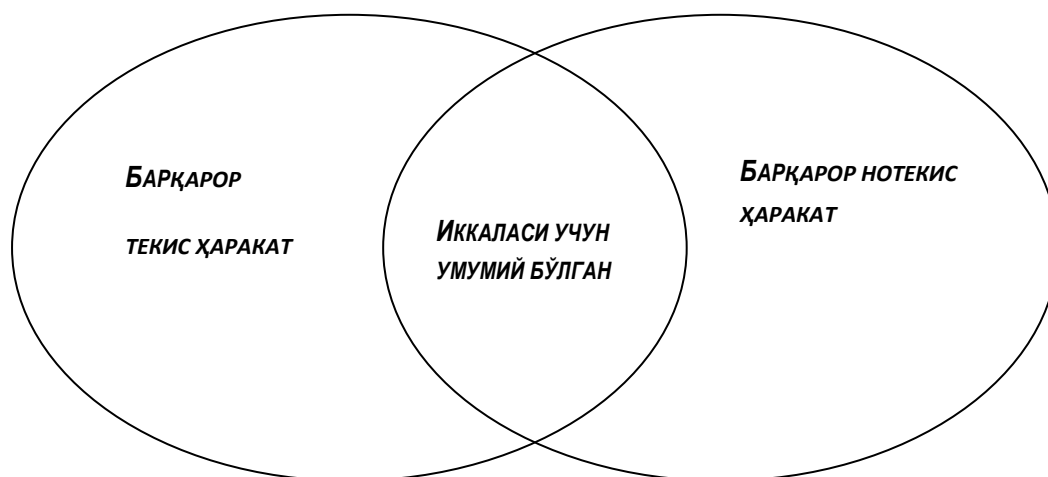 БАРҚАРОР
ТЕКИС ҲАРАКАТ
ИККАЛАСИ УЧУН
УМУМИЙ БЎЛГАН
БАРҚАРОР НОТЕКИС
ҲАРАКАТ